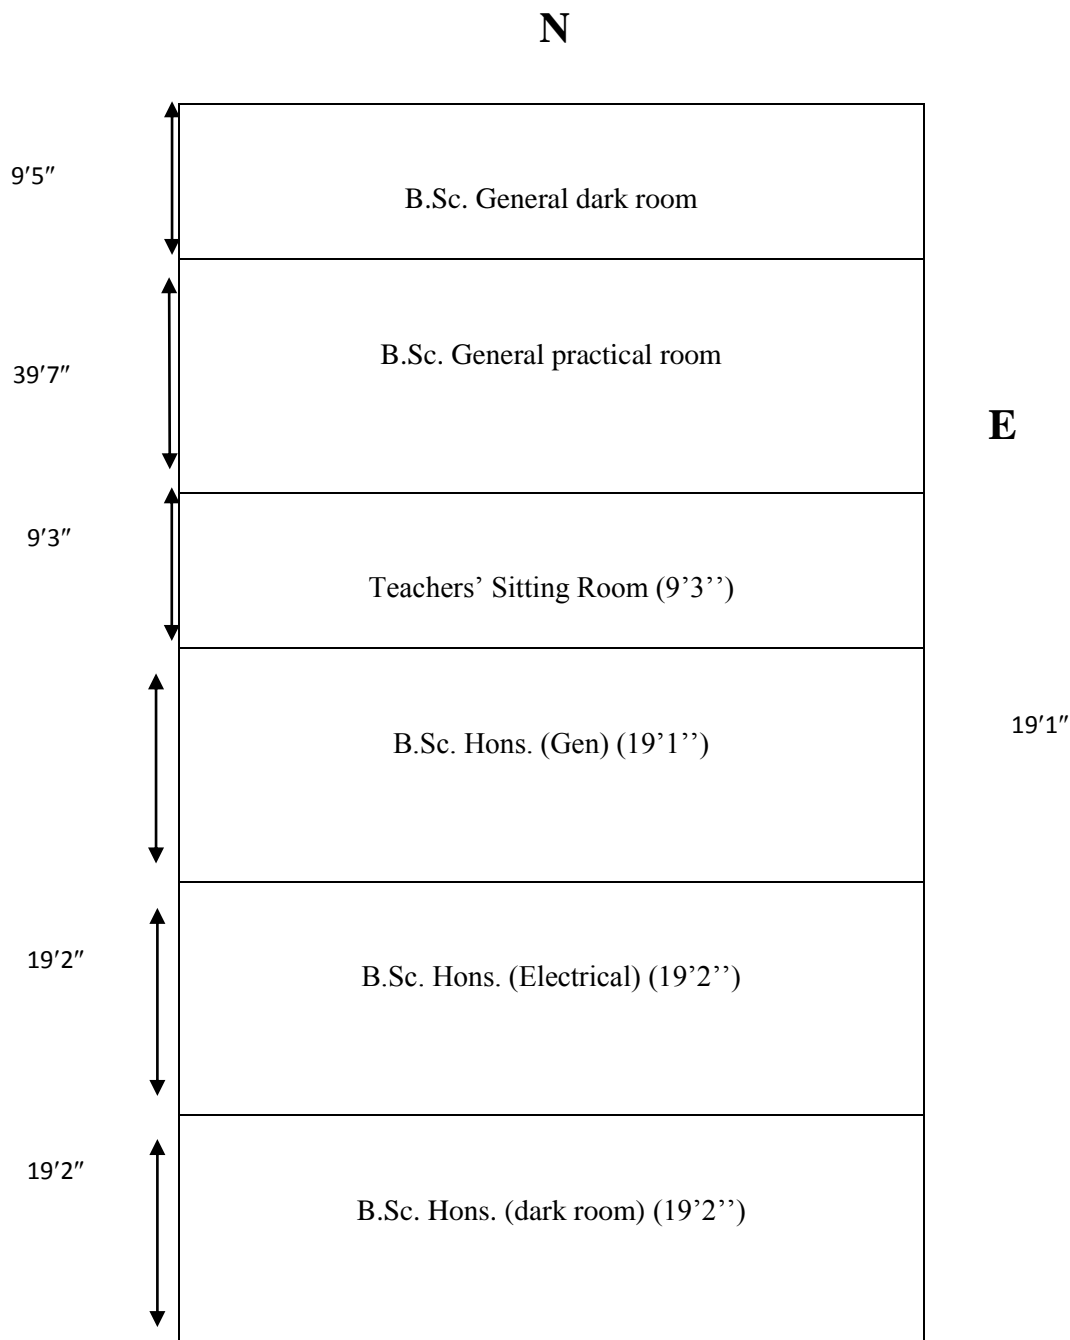 N
9′5″
B.Sc. General dark room
39′7″
B.Sc. General practical room
E
9′3″
Teachers’ Sitting Room (9’3’’)
B.Sc. Hons. (Gen) (19’1’’)
19′1″
19′2″
B.Sc. Hons. (Electrical) (19’2’’)
19′2″
B.Sc. Hons. (dark room) (19’2’’)